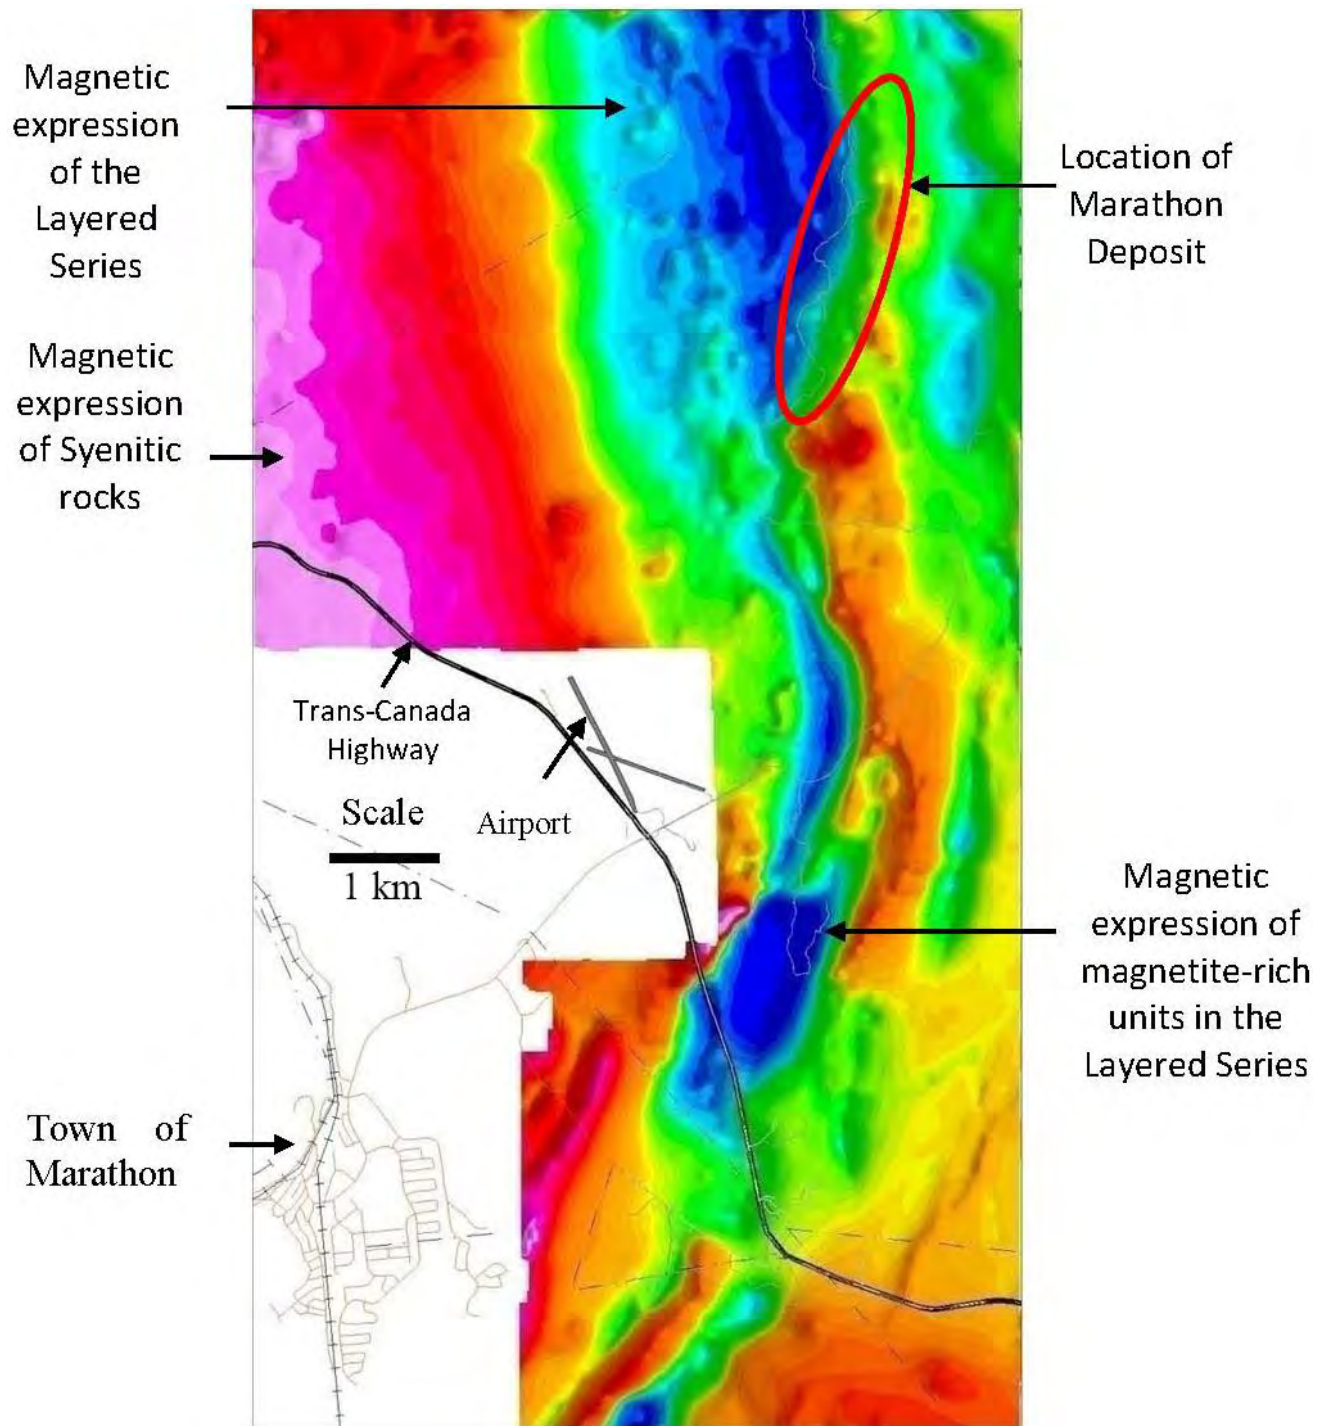 Magnetic
expression
of the
Layered
Series
Location of
Marathon
Deposit
Magnetic
expression
of Syenitic
rocks
Trans-Canada
Highway
Scale
1 km
Airport
Magnetic
expression of
magnetite-rich
units in the
Layered Series
Town of
Marathon